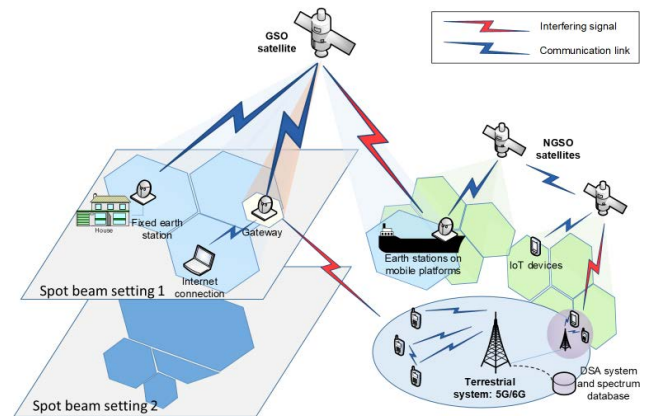 GSO
satellite
Interfering signal
Communication link
NGSO
satellites
House
Fixed earth
station
Gateway
Internet
connection
Spot beam setting 1
Earth stations on
mobile platforms
IoT devices
Terrestrial
system: 5G/6G
DSA system
and spectrum
database
Spot beam setting 2